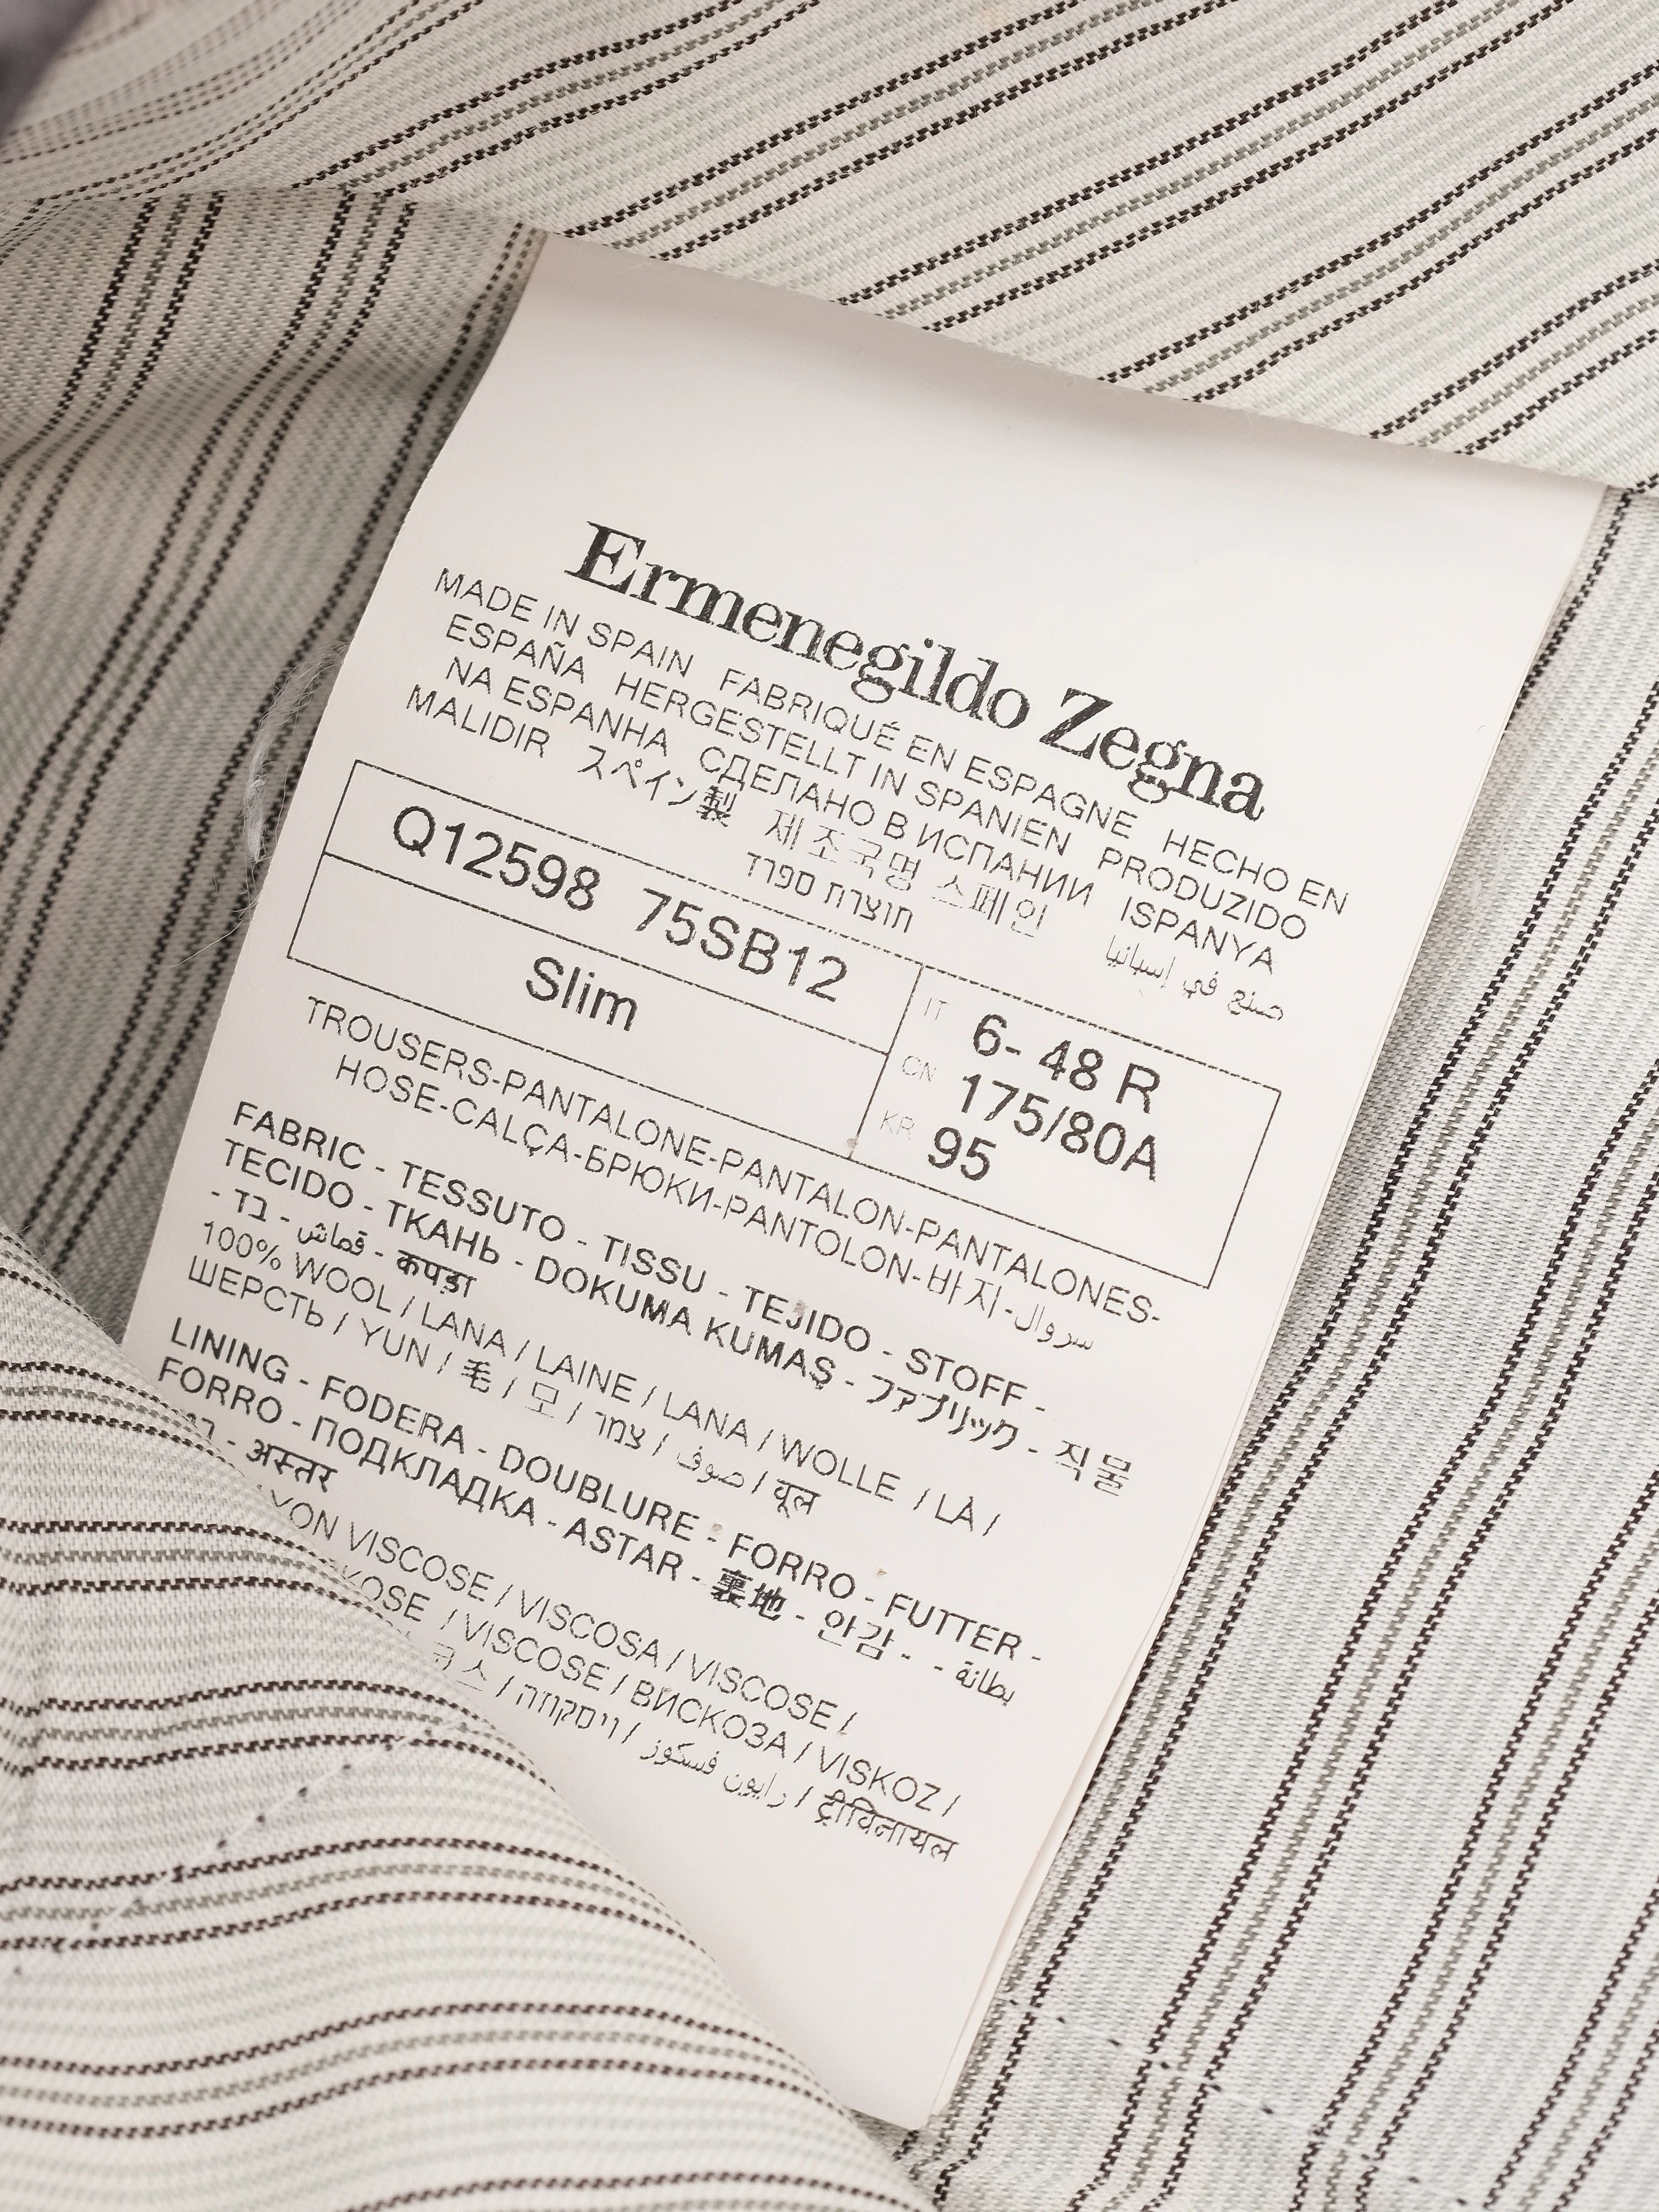 Ermenegildo Zegna
MADE IN SPAIN FABRIQUÉ EN ESPAGNE HECHO EN
ESPAÑA HERGESTELLT IN SPANIEN PRODUZIDO
NA ESPANHA СДЕЛАНО В ИСПАНИИ ISPANYA
MALIDIR スペイン製 제조국명 스페인 صنع في إسبانيا
תוצרת ספרד
Q12598 75SB12
Slim
IT 6- 48 R
CN 175/80A
KR 95
TROUSERS-PANTALONE-PANTALON-PANTALONES-
HOSE-CALÇA-БРЮКИ-PANTOLON-바지-سروال
FABRIC - TESSUTO - TISSU - TEJIDO - STOFF -
TECIDO - ТКАНЬ - DOKUMA KUMAŞ - ファブリック - 직물
- בד - قماش - कपड़ा
100% WOOL / LANA / LAINE / LANA / WOLLE / LÀ /
ШЕРСТЬ / YUN / 毛 / 모 / צמר / صوف / वूल
LINING - FODERA - DOUBLURE - FORRO - FUTTER -
FORRO - ПОДКЛАДКА - ASTAR - 裏地 - 안감 - بطانة -
- अस्तर
VISCOSE / VISCOSA / VISCOSE /
/ VISCOSE / ВИСКОЗА / VISKOZ /
/ ויסקוזה / رايون فسكوز / ट्रीविनायल